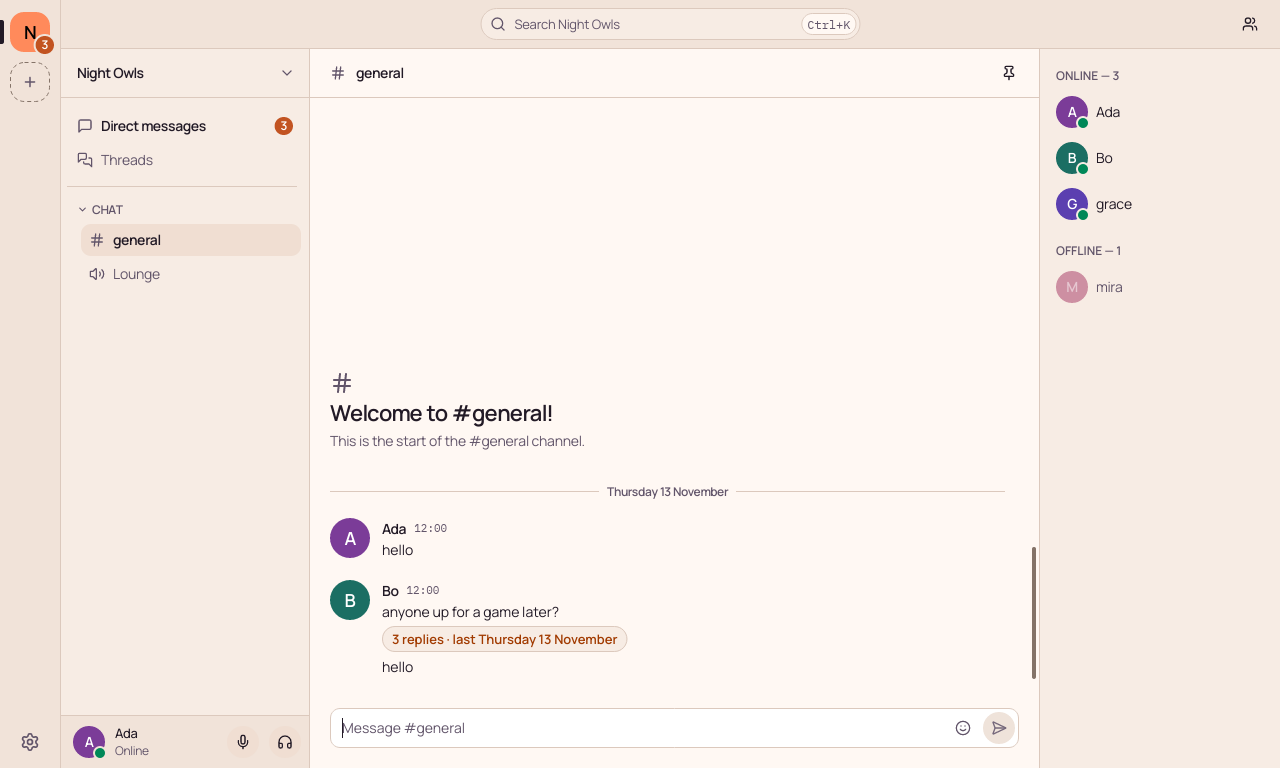 N
3
Search Night Owls
Ctrl+K
Night Owls
Direct messages
3
Threads
CHAT
general
Lounge
A
Ada
Online
general
Welcome to #general!
This is the start of the #general channel.
Thursday 13 November
A
Ada 12:00
hello
B
Bo 12:00
anyone up for a game later?
3 replies · last Thursday 13 November
hello
Message #general
ONLINE — 3
A
Ada
B
Bo
G
grace
OFFLINE — 1
M
mira